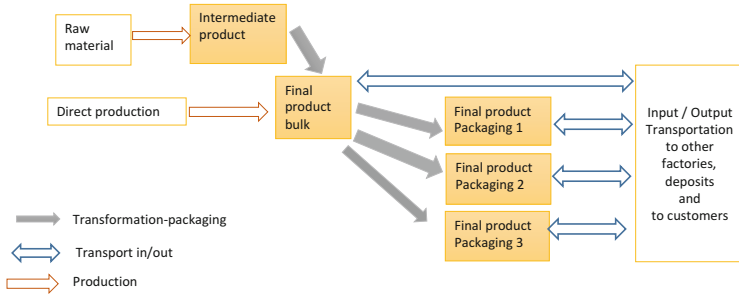 Raw
material
Intermediate
product
Direct production
Final
product
bulk
Final product
Packaging 1
Final product
Packaging 2
Final product
Packaging 3
Input / Output
Transportation
to other
factories,
deposits
and
to customers
Transformation-packaging
Transport in/out
Production